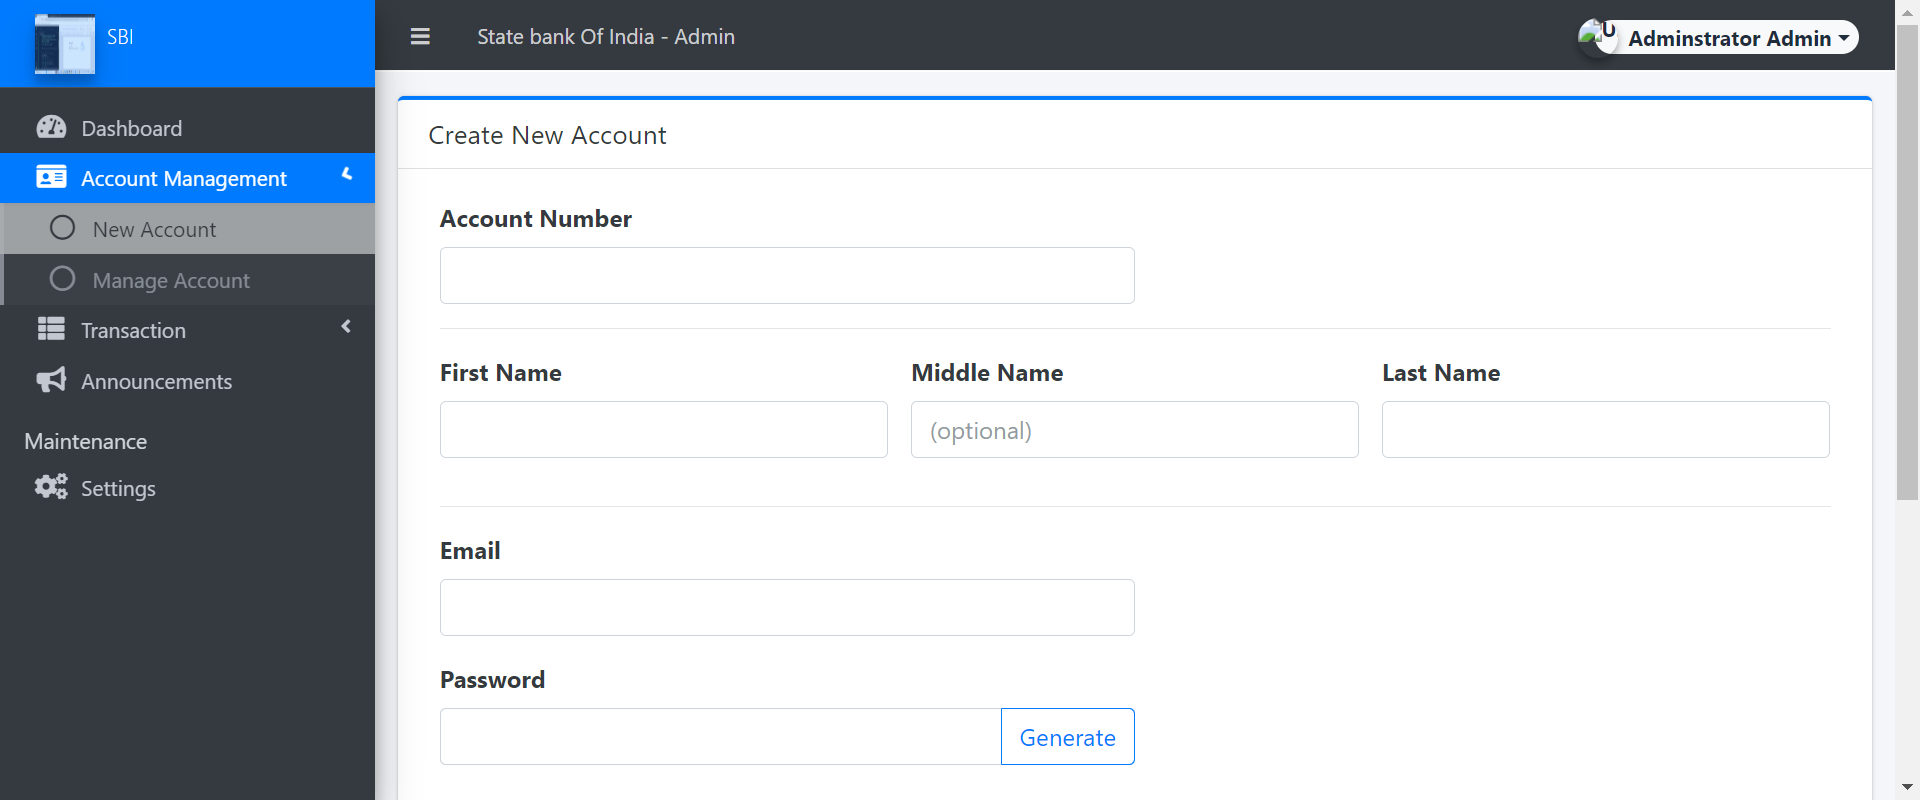 SBI
State bank Of India - Admin
U
Adminstrator Admin
Dashboard
Account Management
New Account
Manage Account
Transaction
Announcements
Maintenance
Settings
Create New Account
Account Number
First Name
Middle Name
Last Name
(optional)
Email
Password
Generate